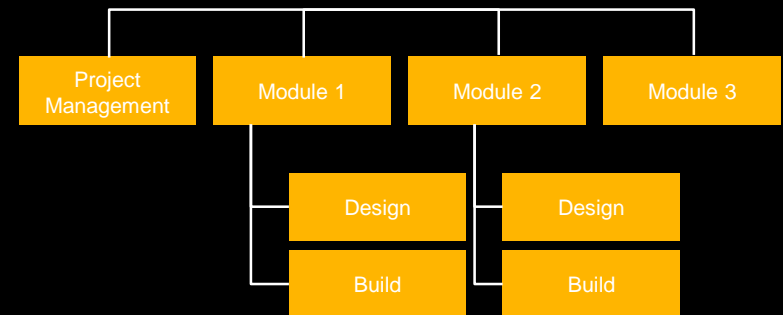 Project
Management
Module 1
Module 2
Module 3
Design
Design
Build
Build